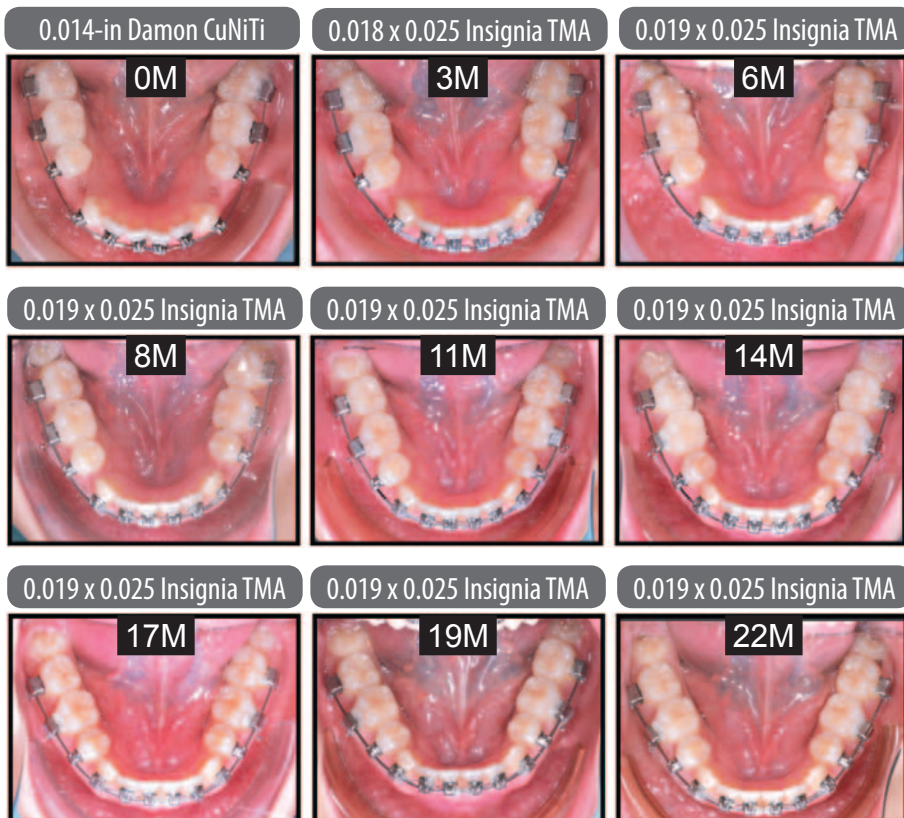 0.014-in Damon CuNiTi
0M
0.018 x 0.025 Insignia TMA
3M
0.019 x 0.025 Insignia TMA
6M
0.019 x 0.025 Insignia TMA
8M
0.019 x 0.025 Insignia TMA
11M
0.019 x 0.025 Insignia TMA
14M
0.019 x 0.025 Insignia TMA
17M
0.019 x 0.025 Insignia TMA
19M
0.019 x 0.025 Insignia TMA
22M